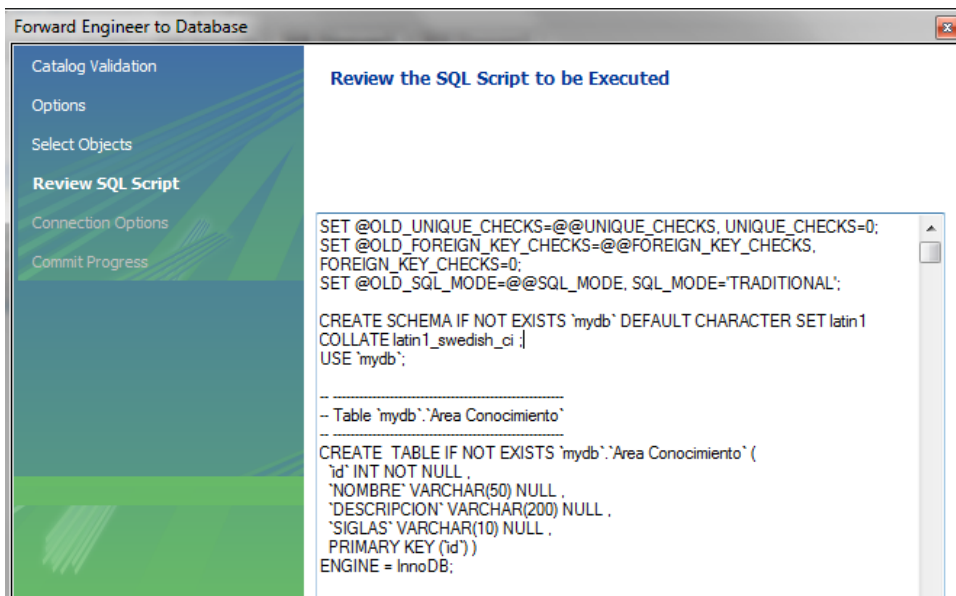 Forward Engineer to Database
Catalog Validation
Options
Select Objects
Review SQL Script
Connection Options
Commit Progress
Review the SQL Script to be Executed
SET @OLD_UNIQUE_CHECKS=@@UNIQUE_CHECKS, UNIQUE_CHECKS=0;
SET @OLD_FOREIGN_KEY_CHECKS=@@FOREIGN_KEY_CHECKS,
FOREIGN_KEY_CHECKS=0;
SET @OLD_SQL_MODE=@@SQL_MODE, SQL_MODE='TRADITIONAL';
CREATE SCHEMA IF NOT EXISTS `mydb` DEFAULT CHARACTER SET latin1
COLLATE latin1_swedish_ci ;
USE `mydb`;
-- -----------------------------------------------------
-- Table `mydb`.`Area Conocimiento`
-- -----------------------------------------------------
CREATE  TABLE IF NOT EXISTS `mydb`.`Area Conocimiento` (
`id` INT NOT NULL ,
`NOMBRE` VARCHAR(50) NULL ,
`DESCRIPCION` VARCHAR(200) NULL ,
`SIGLAS` VARCHAR(10) NULL ,
PRIMARY KEY (`id`) )
ENGINE = InnoDB;